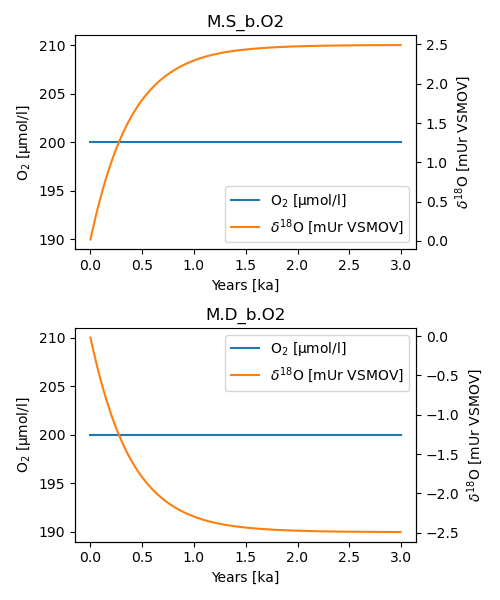 M.S_b.O2
210
205
200
195
190
O₂ [μmol/l]
2.5
2.0
1.5
1.0
0.5
0.0
δ¹⁸O [mUr VSMOV]
O₂ [μmol/l]
δ¹⁸O [mUr VSMOV]
0.0 0.5 1.0 1.5 2.0 2.5 3.0
Years [ka]
M.D_b.O2
210
205
200
195
190
O₂ [μmol/l]
0.0
−0.5
−1.0
−1.5
−2.0
−2.5
δ¹⁸O [mUr VSMOV]
O₂ [μmol/l]
δ¹⁸O [mUr VSMOV]
0.0 0.5 1.0 1.5 2.0 2.5 3.0
Years [ka]